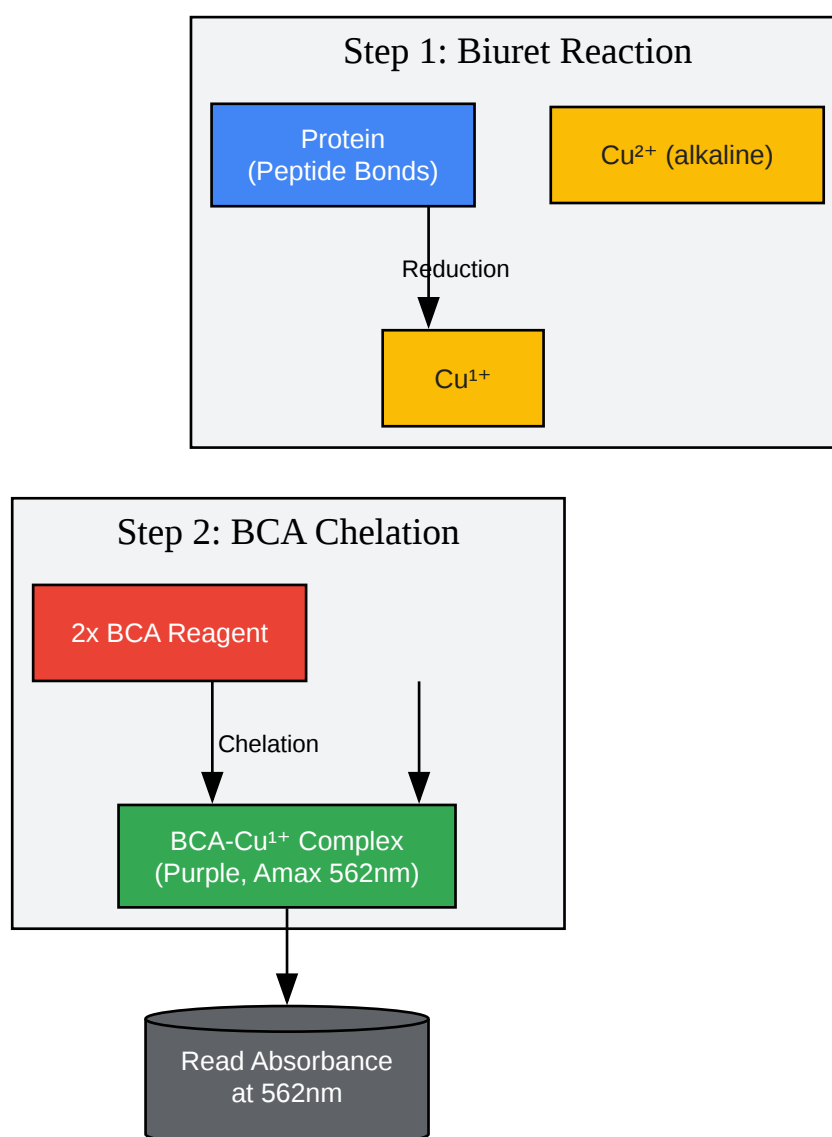 Step 1: Biuret Reaction
Protein
(Peptide Bonds)
Cu²⁺ (alkaline)
Reduction
Cu¹⁺
Step 2: BCA Chelation
2x BCA Reagent
Chelation
BCA-Cu¹⁺ Complex
(Purple, Amax 562nm)
Read Absorbance
at 562nm